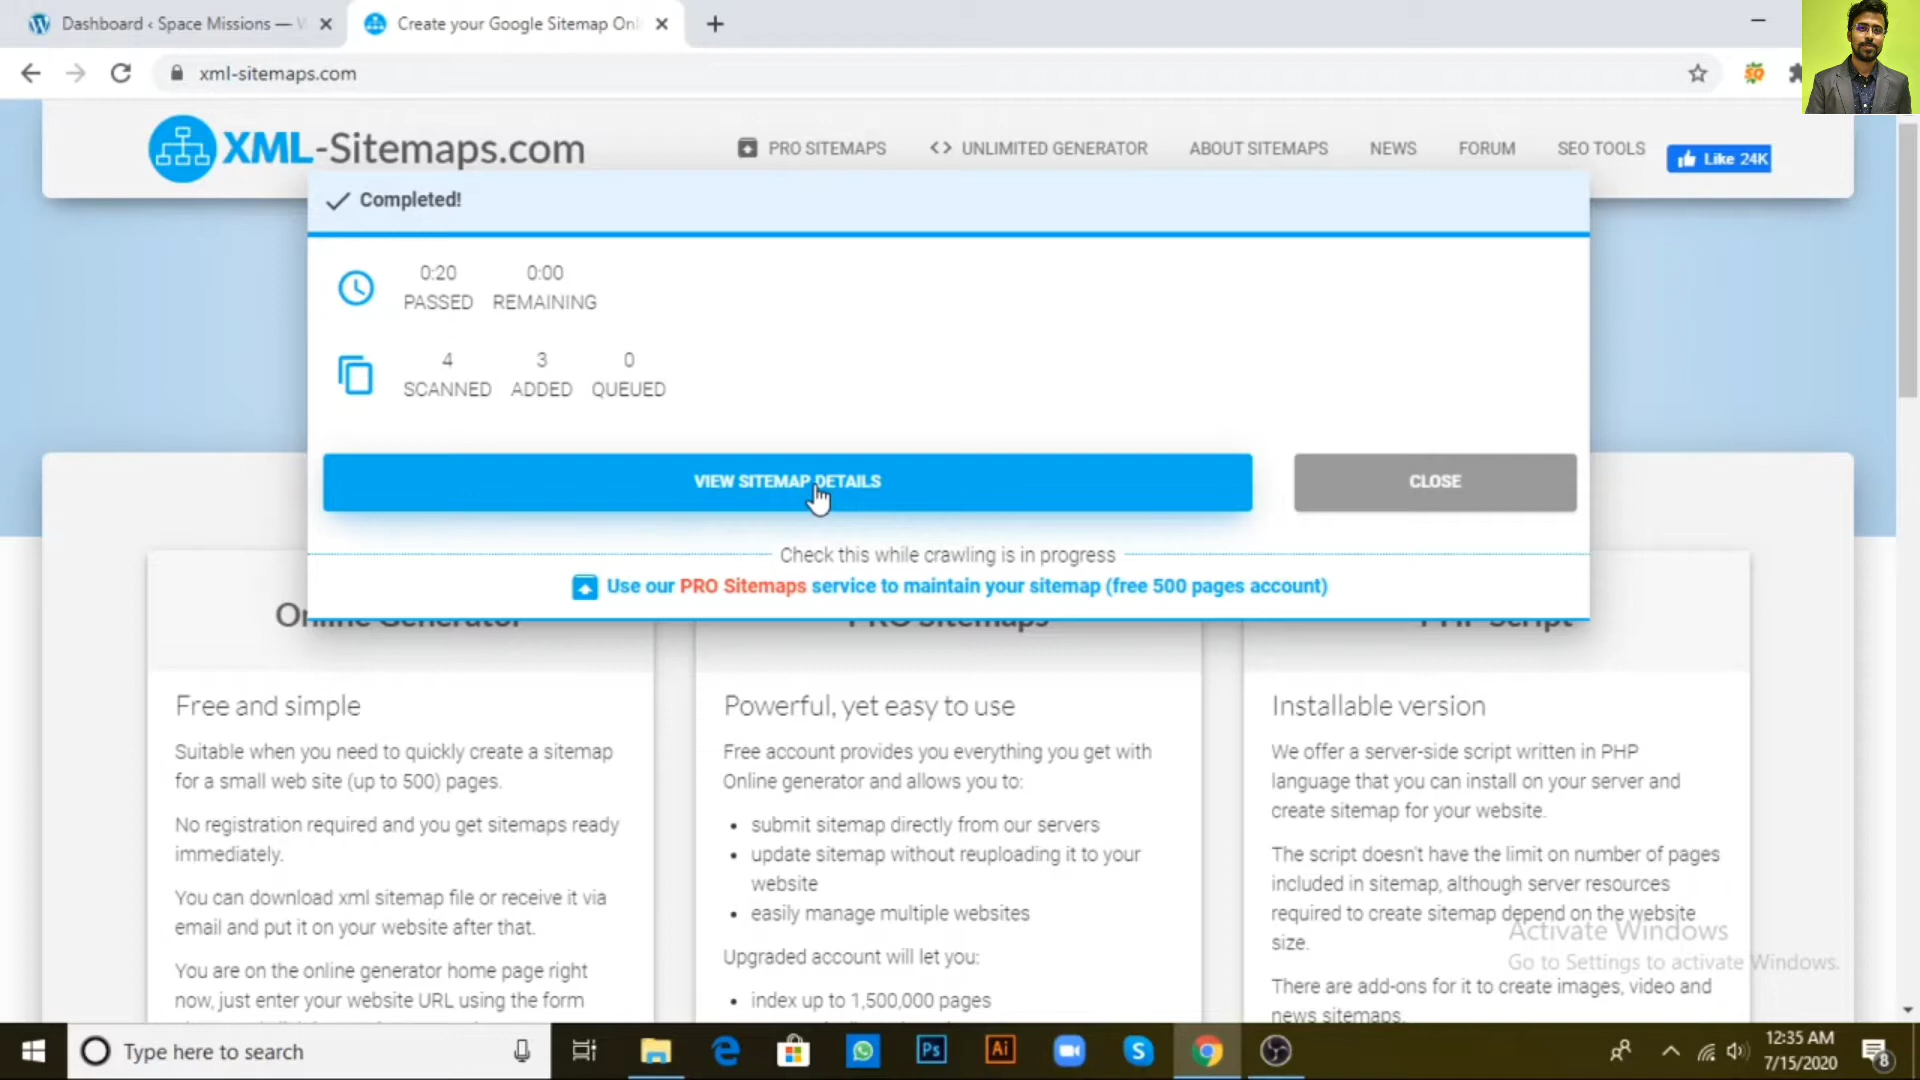 Dashboard ‹ Space Missions —
Create your Google Sitemap Onli
xml-sitemaps.com
XML-Sitemaps.com
PRO SITEMAPS
UNLIMITED GENERATOR
ABOUT SITEMAPS
NEWS
FORUM
SEO TOOLS
Like 24K
Completed!
0:20 0:00
PASSED REMAINING
4 3 0
SCANNED ADDED QUEUED
VIEW SITEMAP DETAILS
CLOSE
Check this while crawling is in progress
Use our PRO Sitemaps service to maintain your sitemap (free 500 pages account)
Online Generator
PRO Sitemaps
PHP Script
Free and simple
Suitable when you need to quickly create a sitemap
for a small web site (up to 500) pages.
No registration required and you get sitemaps ready
immediately.
You can download xml sitemap file or receive it via
email and put it on your website after that.
You are on the online generator home page right
now, just enter your website URL using the form
Powerful, yet easy to use
Free account provides you everything you get with
Online generator and allows you to:
• submit sitemap directly from our servers
• update sitemap without reuploading it to your
website
• easily manage multiple websites
Upgraded account will let you:
• index up to 1,500,000 pages
Installable version
We offer a server-side script written in PHP
language that you can install on your server and
create sitemap for your website.
The script doesn't have the limit on number of pages
included in sitemap, although server resources
required to create sitemap depend on the website
size.
There are add-ons for it to create images, video and
news sitemaps.
Activate Windows
Go to Settings to activate Windows.
Type here to search
Ps
Ai
12:35 AM
7/15/2020
8